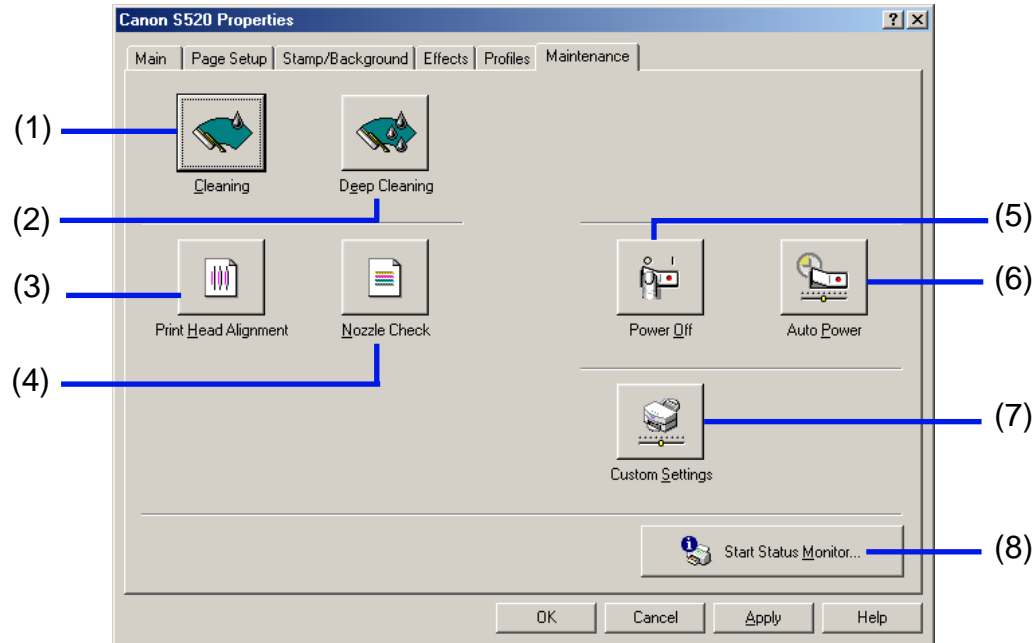 Canon S520 Properties
Main Page Setup Stamp/Background Effects Profiles Maintenance
(1)
Cleaning Deep Cleaning
(2)
(5)
(3)
(6)
Print Head Alignment Nozzle Check Power Off Auto Power
(4)
(7)
Custom Settings
Start Status Monitor...
(8)
OK Cancel Apply Help